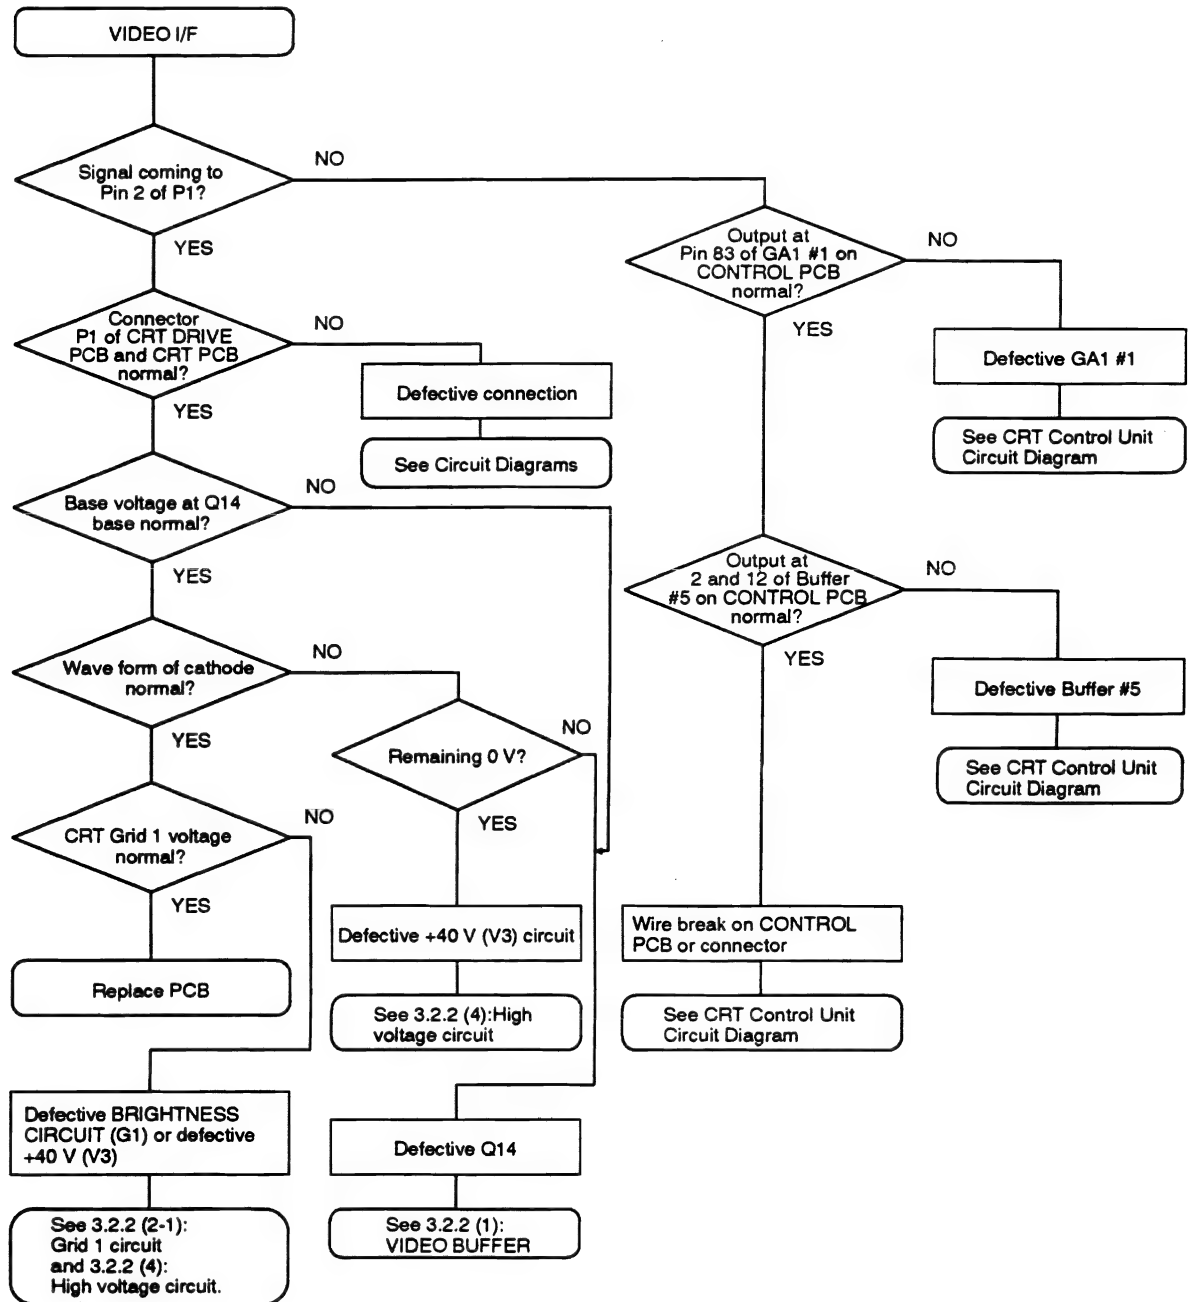 VIDEO I/F
Signal coming to
Pin 2 of P1?
NO
YES
Output at
Pin 83 of GA1 #1 on
CONTROL PCB
normal?
NO
YES
Defective GA1 #1
See CRT Control Unit
Circuit Diagram
Connector
P1 of CRT DRIVE
PCB and CRT PCB
normal?
NO
YES
Defective connection
See Circuit Diagrams
Base voltage at Q14
base normal?
NO
YES
Output at
2 and 12 of Buffer
#5 on CONTROL PCB
normal?
NO
YES
Defective Buffer #5
See CRT Control Unit
Circuit Diagram
Wave form of cathode
normal?
NO
YES
Remaining 0 V?
NO
YES
CRT Grid 1 voltage
normal?
NO
YES
Replace PCB
Defective +40 V (V3) circuit
See 3.2.2 (4):High
voltage circuit
Wire break on CONTROL
PCB or connector
See CRT Control Unit
Circuit Diagram
Defective BRIGHTNESS
CIRCUIT (G1) or defective
+40 V (V3)
See 3.2.2 (2-1):
Grid 1 circuit
and 3.2.2 (4):
High voltage circuit.
Defective Q14
See 3.2.2 (1):
VIDEO BUFFER